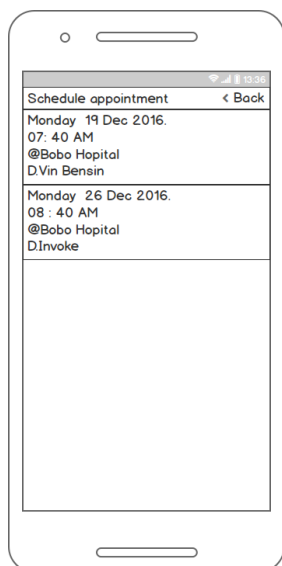 13:36
Schedule appointment < Back
Monday 19 Dec 2016.
07: 40 AM
@Bobo Hopital
D.Vin Bensin
Monday 26 Dec 2016.
08 : 40 AM
@Bobo Hopital
D.Invoke